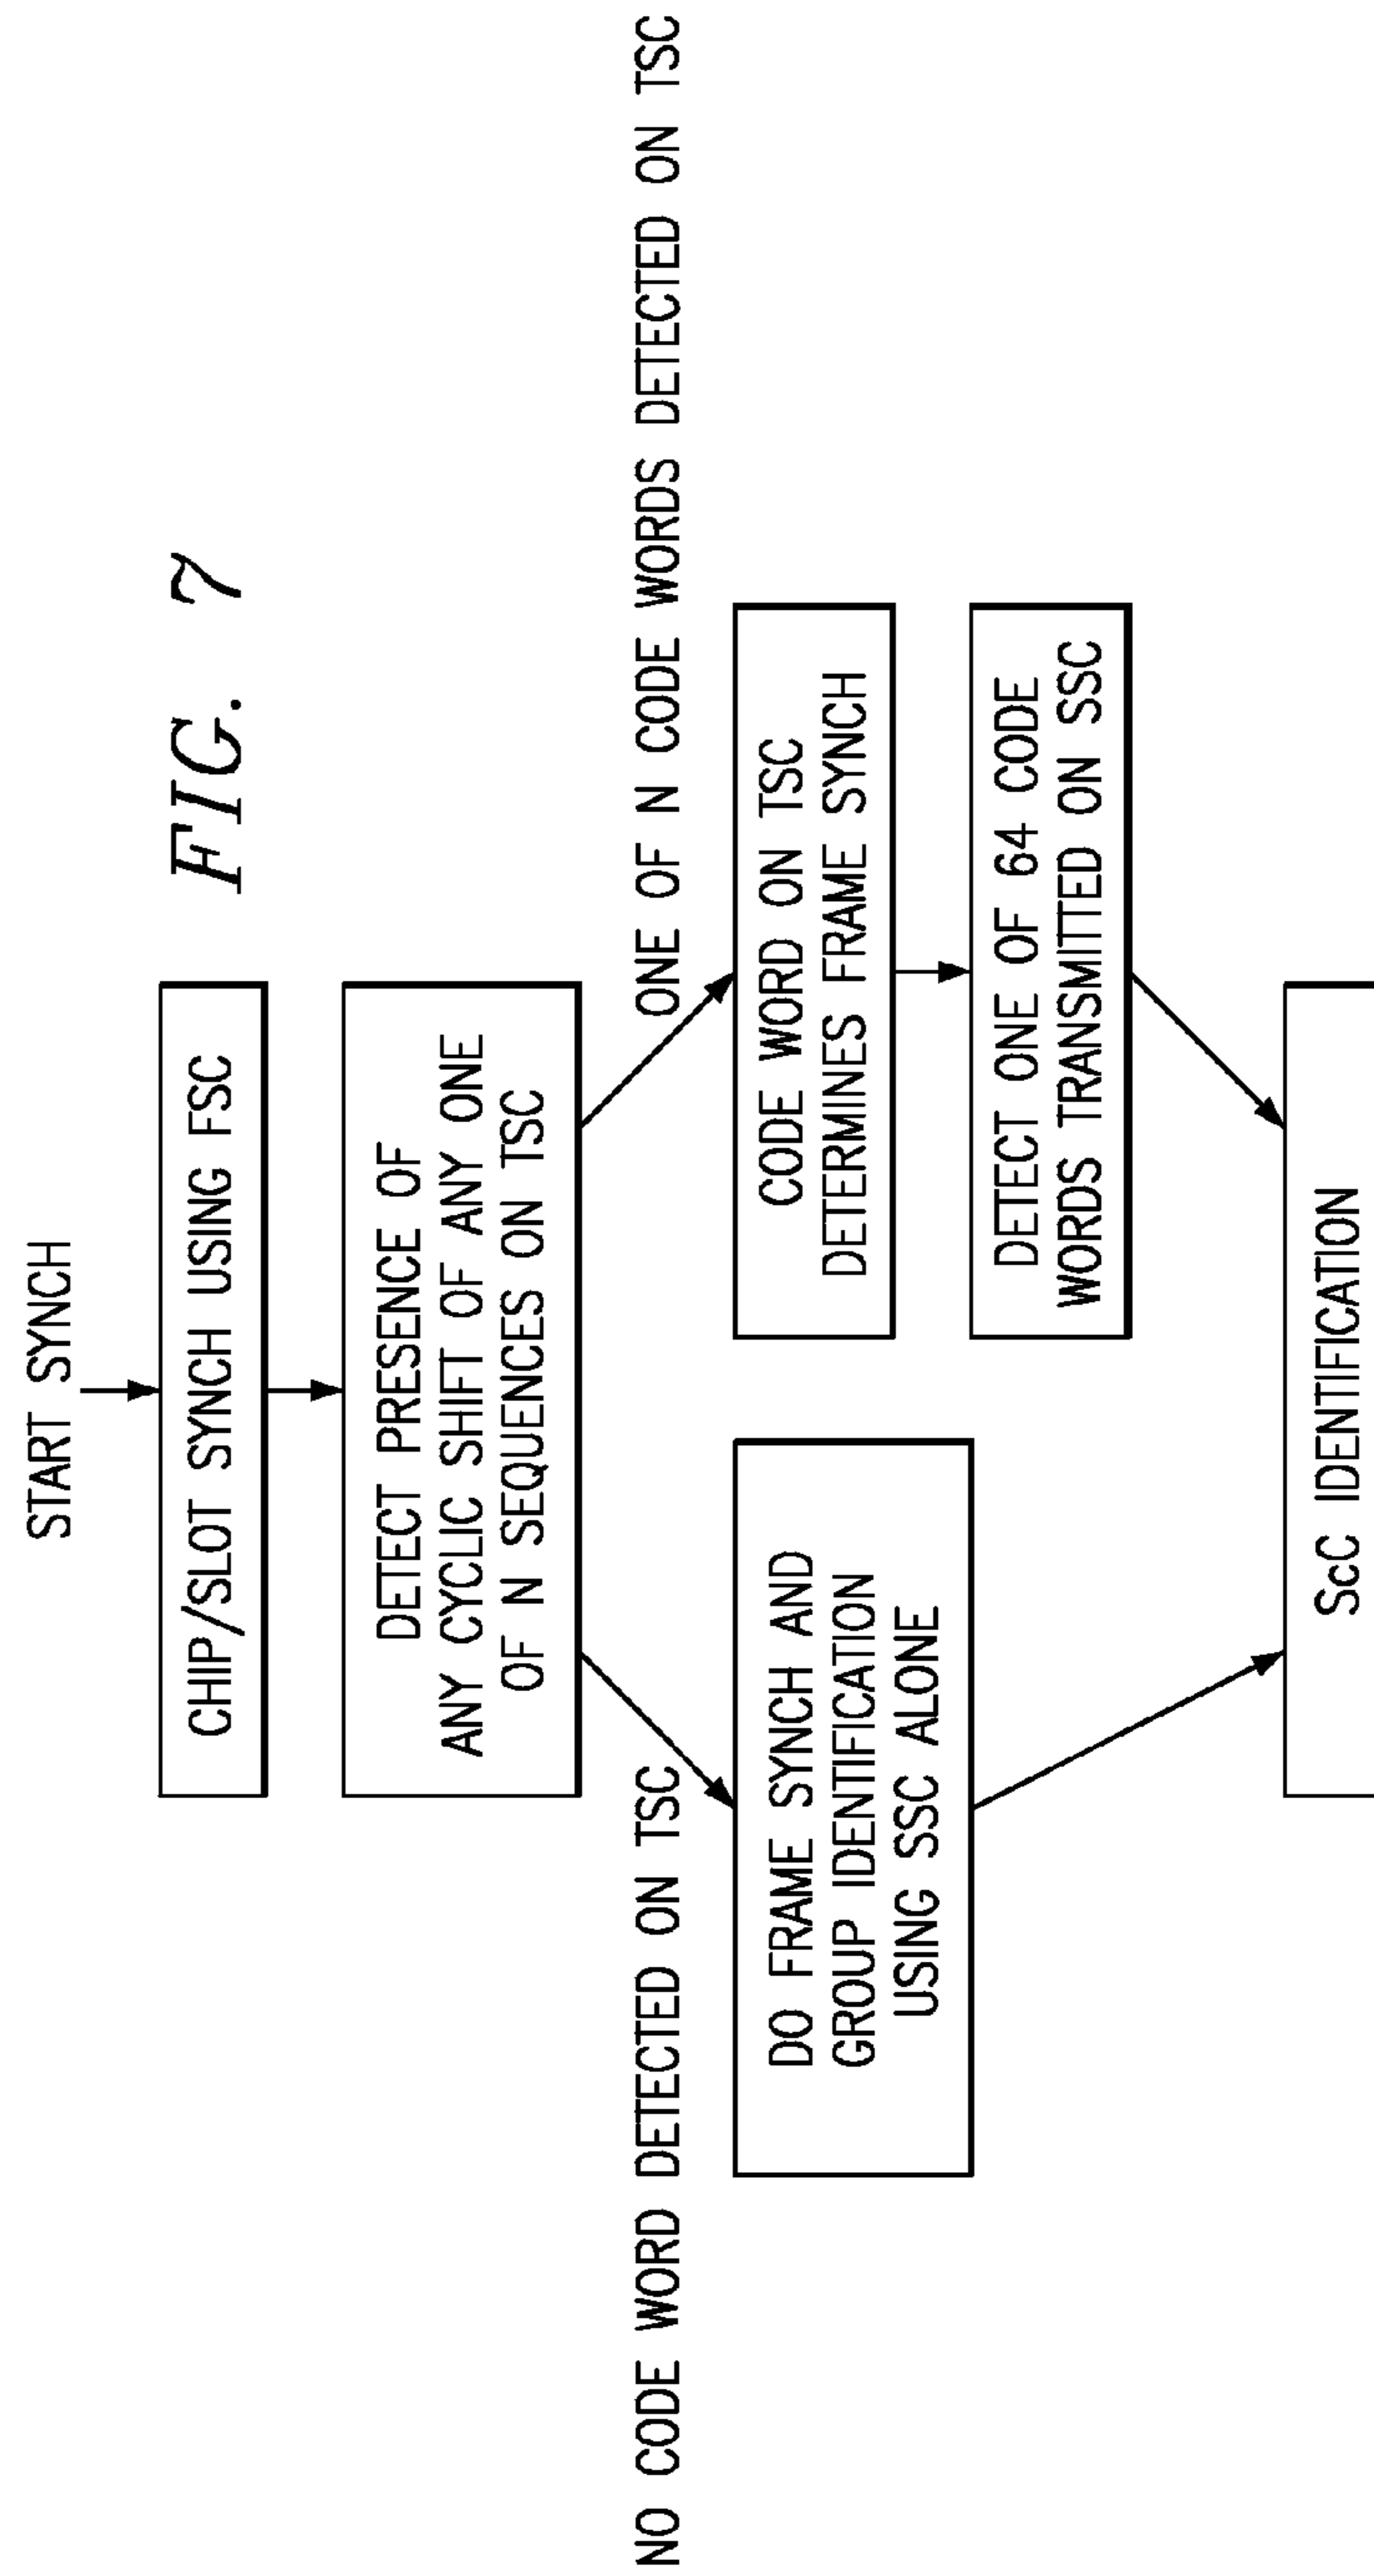 FIG. 7
START SYNCH
CHIP/SLOT SYNCH USING FSC
DETECT PRESENCE OF
ANY CYCLIC SHIFT OF ANY ONE
OF N SEQUENCES ON TSC
NO CODE WORD DETECTED ON TSC
ONE OF N CODE WORDS DETECTED ON TSC
DO FRAME SYNCH AND
GROUP IDENTIFICATION
USING SSC ALONE
CODE WORD ON TSC
DETERMINES FRAME SYNCH
DETECT ONE OF 64 CODE
WORDS TRANSMITTED ON SSC
ScC IDENTIFICATION